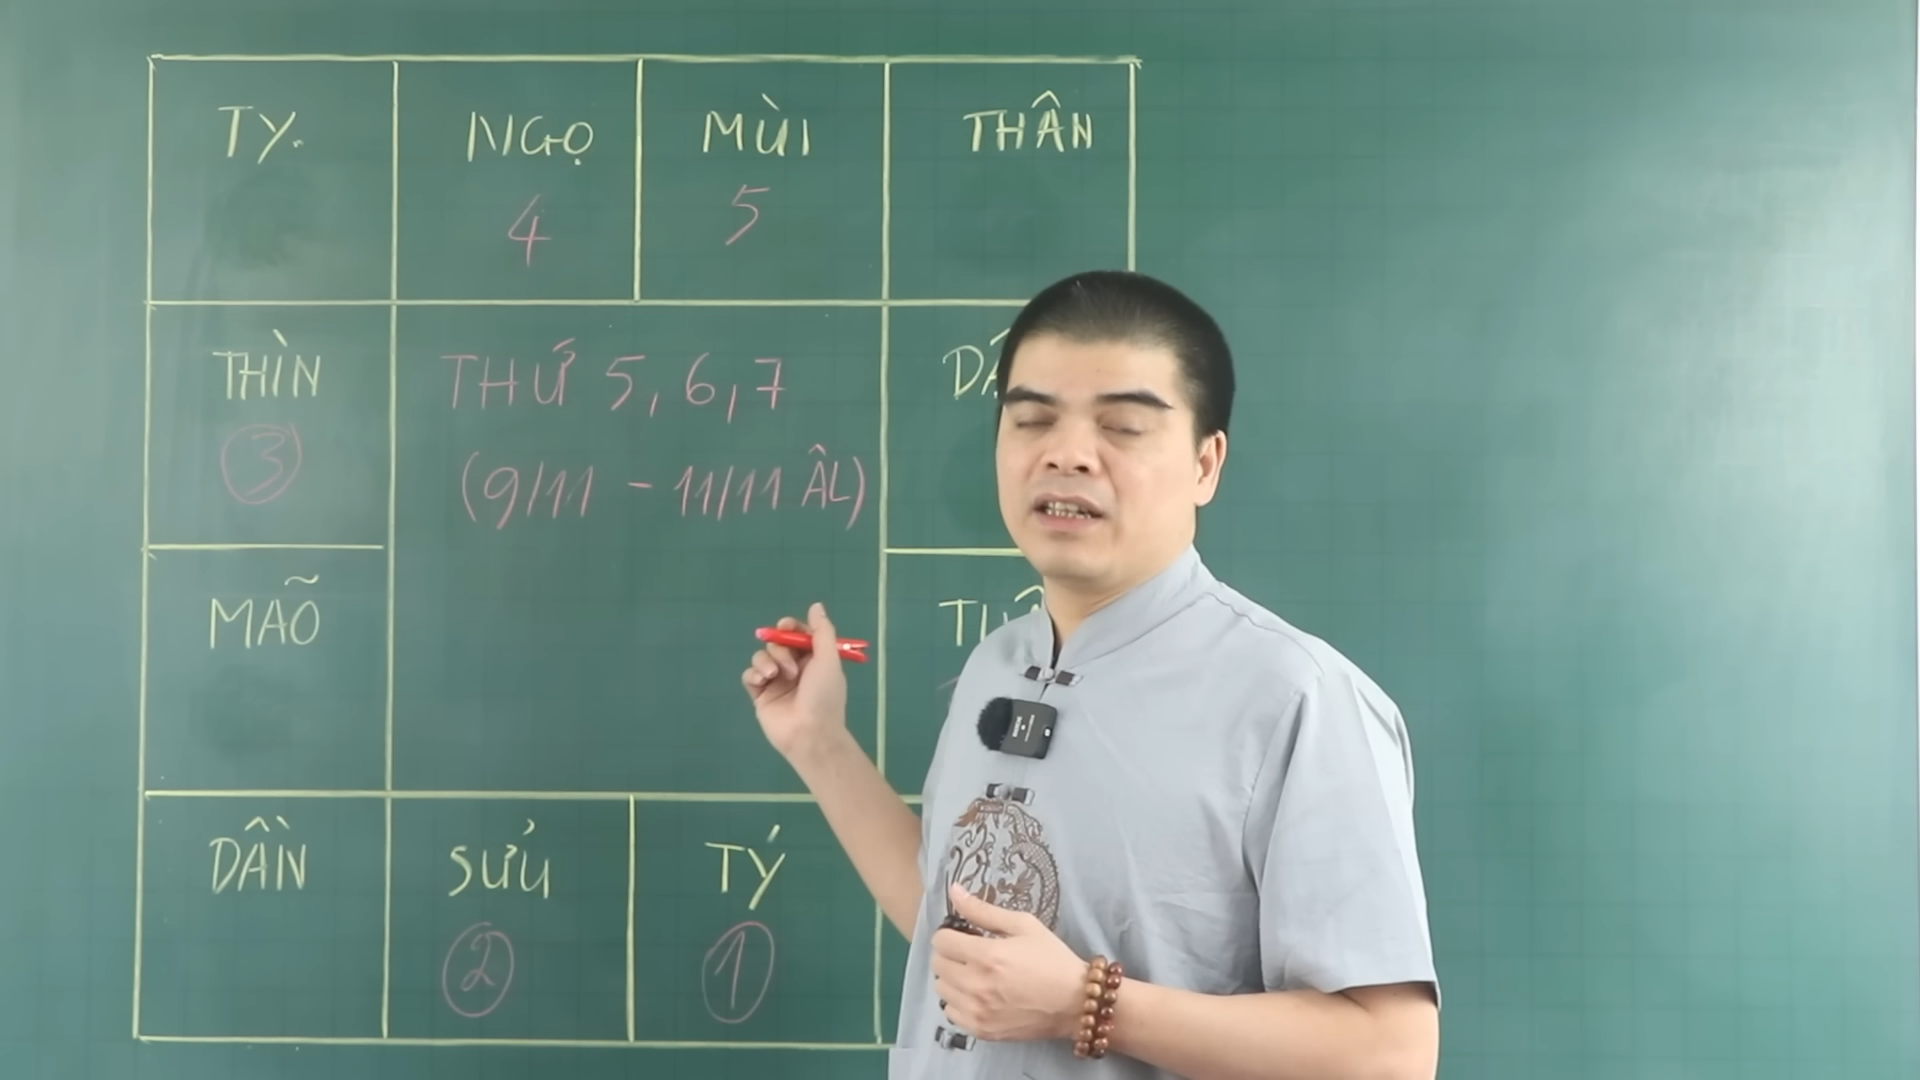 TỴ
NGỌ
4
MÙI
5
THÂN
THÌN
3
THỨ 5, 6, 7
(9/11 - 11/11 ÂL)
MÃO
DẦN
SỬU
2
TÝ
1